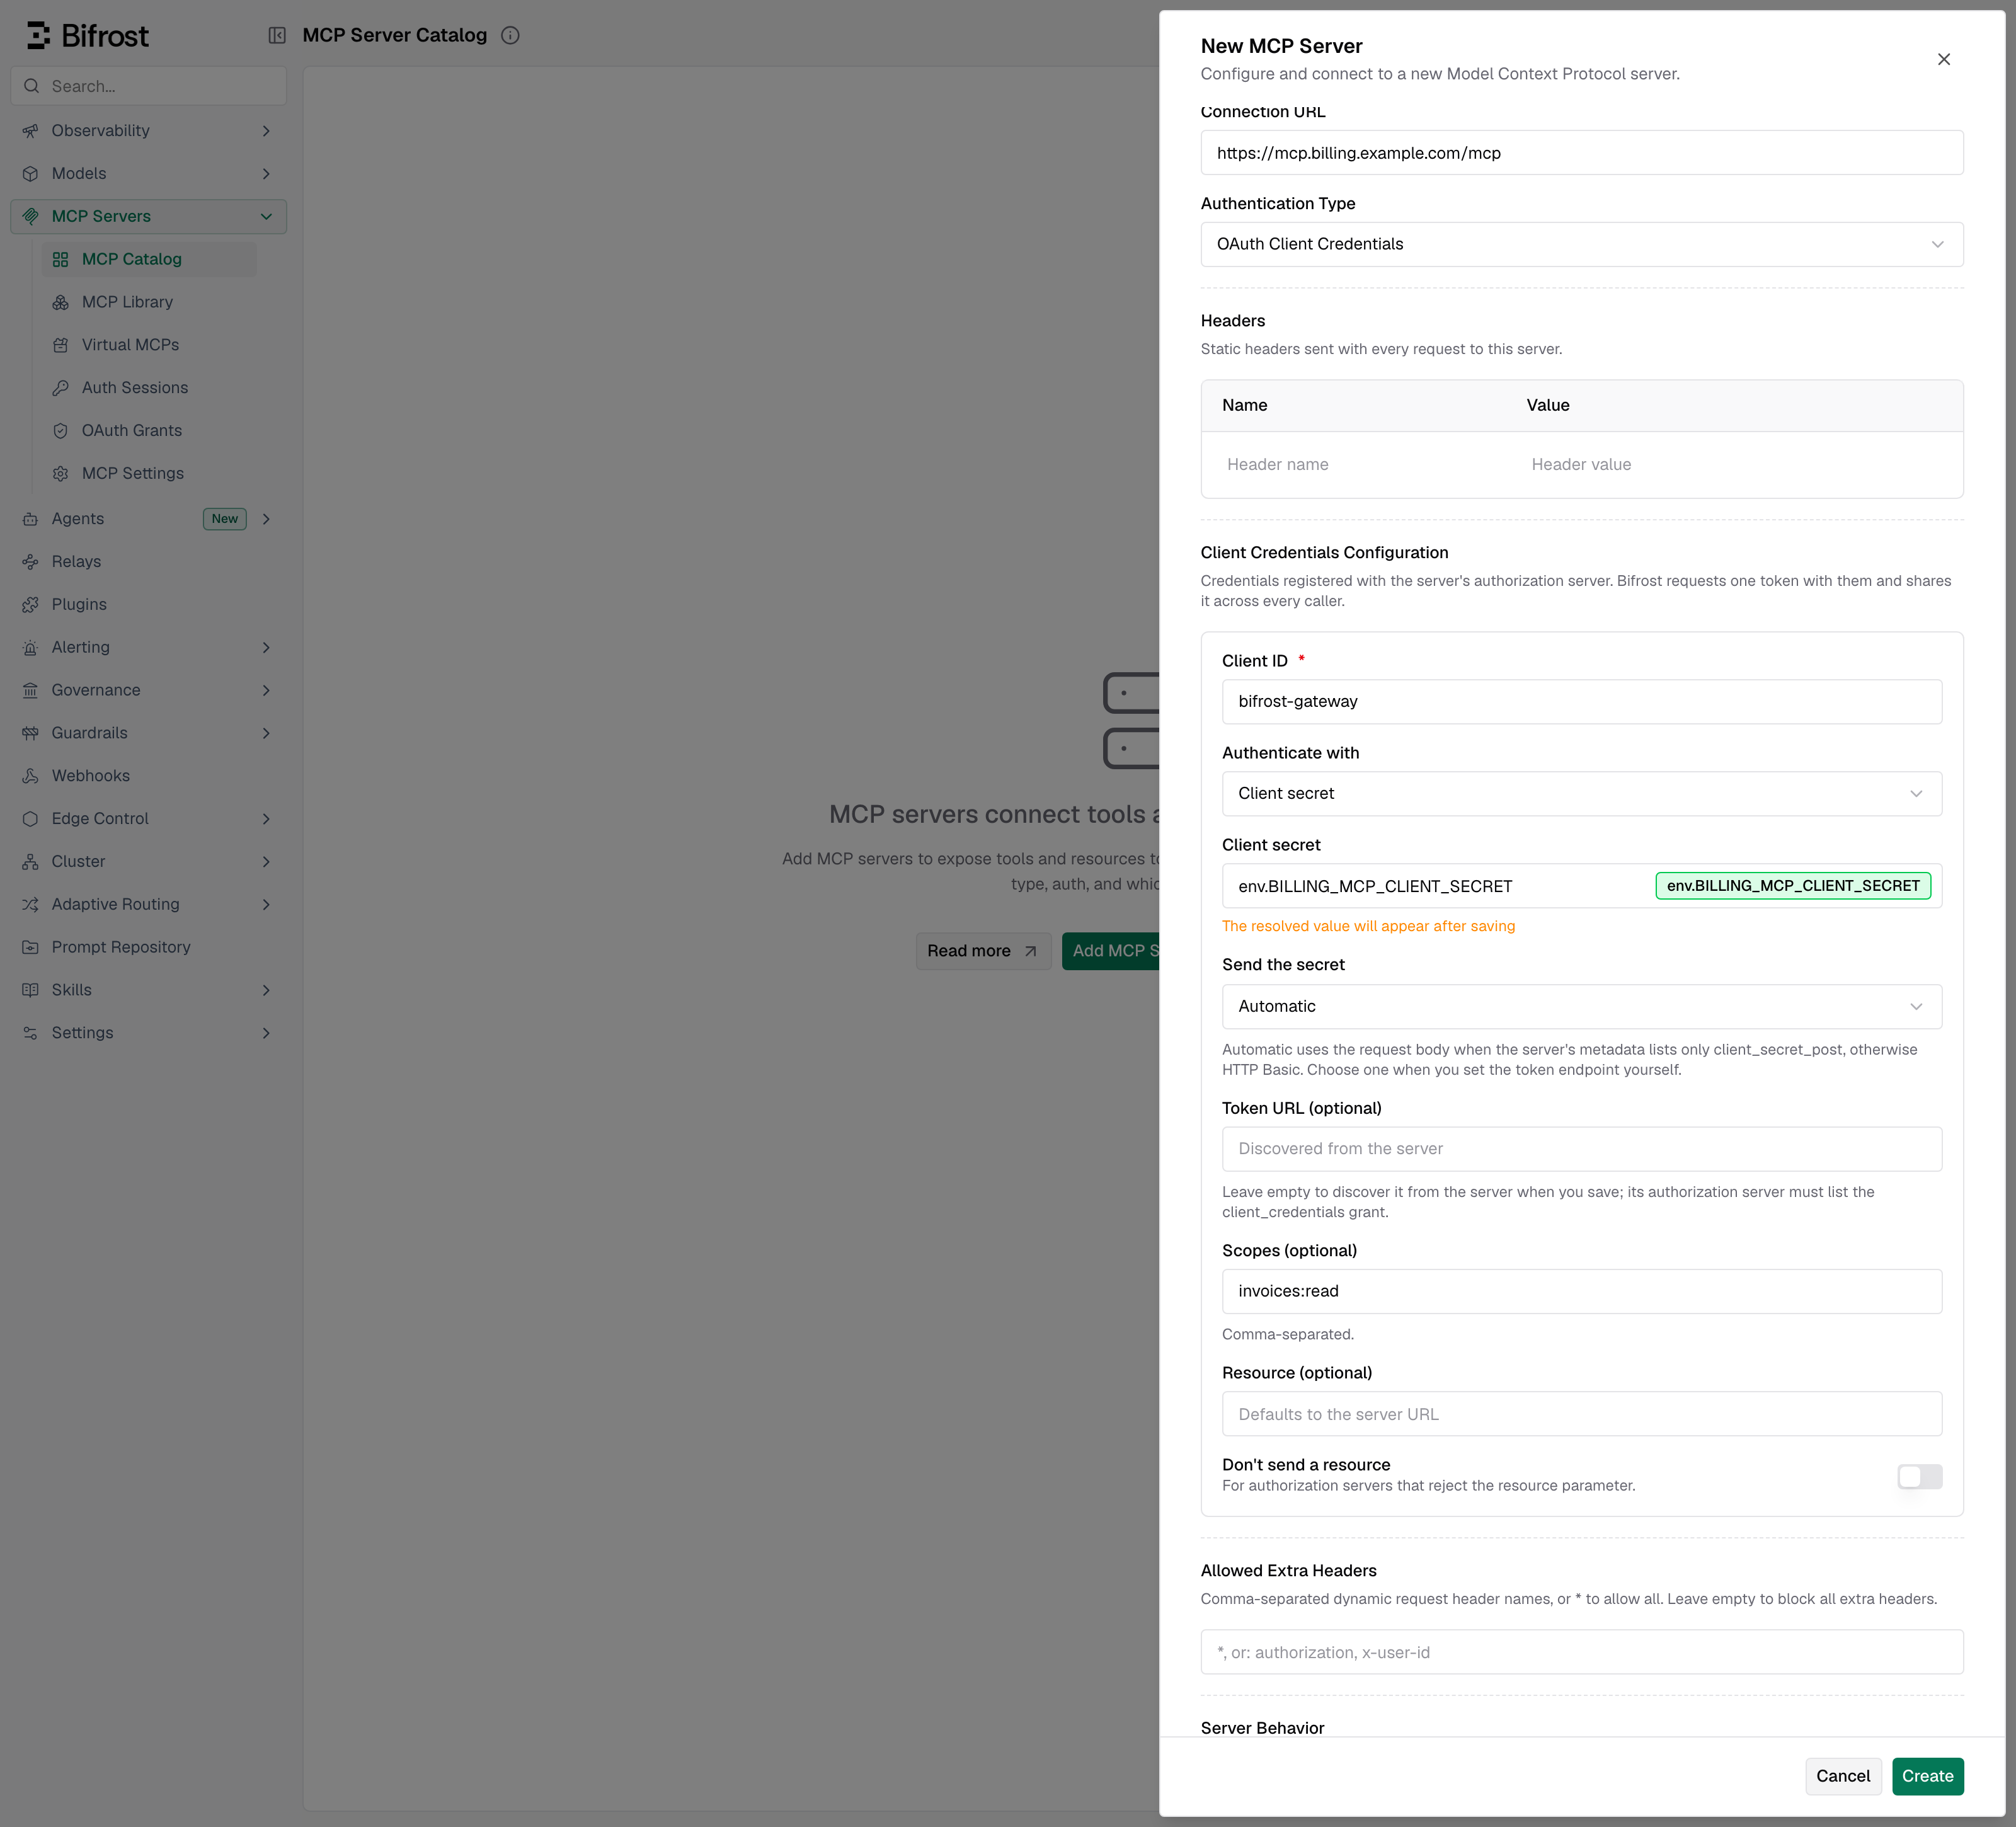 Bifrost
MCP Server Catalog
Search...
Observability
Models
MCP Servers
MCP Catalog
MCP Library
Virtual MCPs
Auth Sessions
OAuth Grants
MCP Settings
Agents New
Relays
Plugins
Alerting
Governance
Guardrails
Webhooks
Edge Control
Cluster
Adaptive Routing
Prompt Repository
Skills
Settings
MCP servers connect tools
Add MCP servers to expose tools and resources
type, auth, and
Read more
Add MCP
New MCP Server
Configure and connect to a new Model Context Protocol server.
Connection URL
https://mcp.billing.example.com/mcp
Authentication Type
OAuth Client Credentials
Headers
Static headers sent with every request to this server.
Name Value
Header name Header value
Client Credentials Configuration
Credentials registered with the server's authorization server. Bifrost requests one token with them and shares
it across every caller.
Client ID *
bifrost-gateway
Authenticate with
Client secret
Client secret
env.BILLING_MCP_CLIENT_SECRET env.BILLING_MCP_CLIENT_SECRET
The resolved value will appear after saving
Send the secret
Automatic
Automatic uses the request body when the server's metadata lists only client_secret_post, otherwise
HTTP Basic. Choose one when you set the token endpoint yourself.
Token URL (optional)
Discovered from the server
Leave empty to discover it from the server when you save; its authorization server must list the
client_credentials grant.
Scopes (optional)
invoices:read
Comma-separated.
Resource (optional)
Defaults to the server URL
Don't send a resource
For authorization servers that reject the resource parameter.
Allowed Extra Headers
Comma-separated dynamic request header names, or * to allow all. Leave empty to block all extra headers.
*, or: authorization, x-user-id
Server Behavior
Cancel
Create